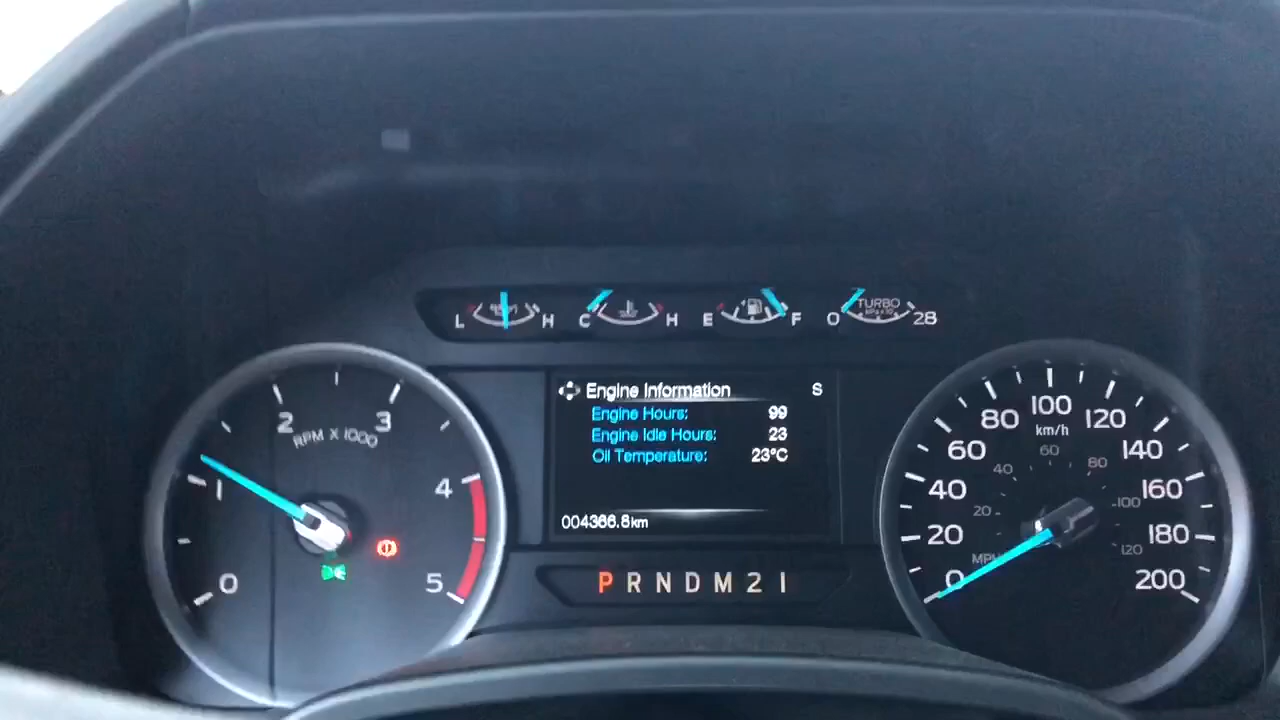 L H C H E F 0 TURBO 28
Engine Information S
Engine Hours: 99
Engine Idle Hours: 23
Oil Temperature: 23°C
004366.8km
P R N D M 2 1
0 1 2 3 4 5
RPM X 1000
0 20 40 60 80 100 120 140 160 180 200
km/h
20 40 60 80 100 120
MPH